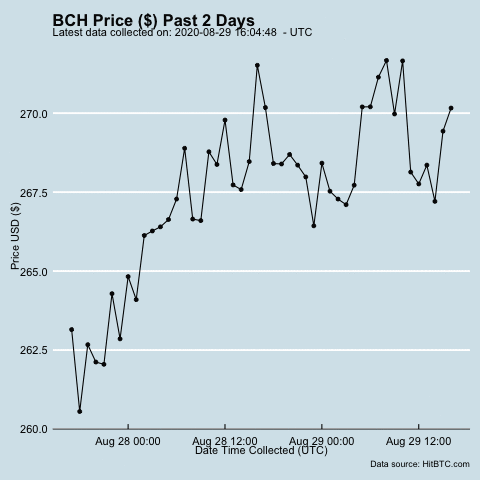 BCH Price ($) Past 2 Days
Latest data collected on: 2020-08-29 16:04:48 - UTC
270.0
267.5
265.0
262.5
260.0
Price USD ($)
Aug 28 00:00
Aug 28 12:00
Aug 29 00:00
Aug 29 12:00
Date Time Collected (UTC)
Data source: HitBTC.com